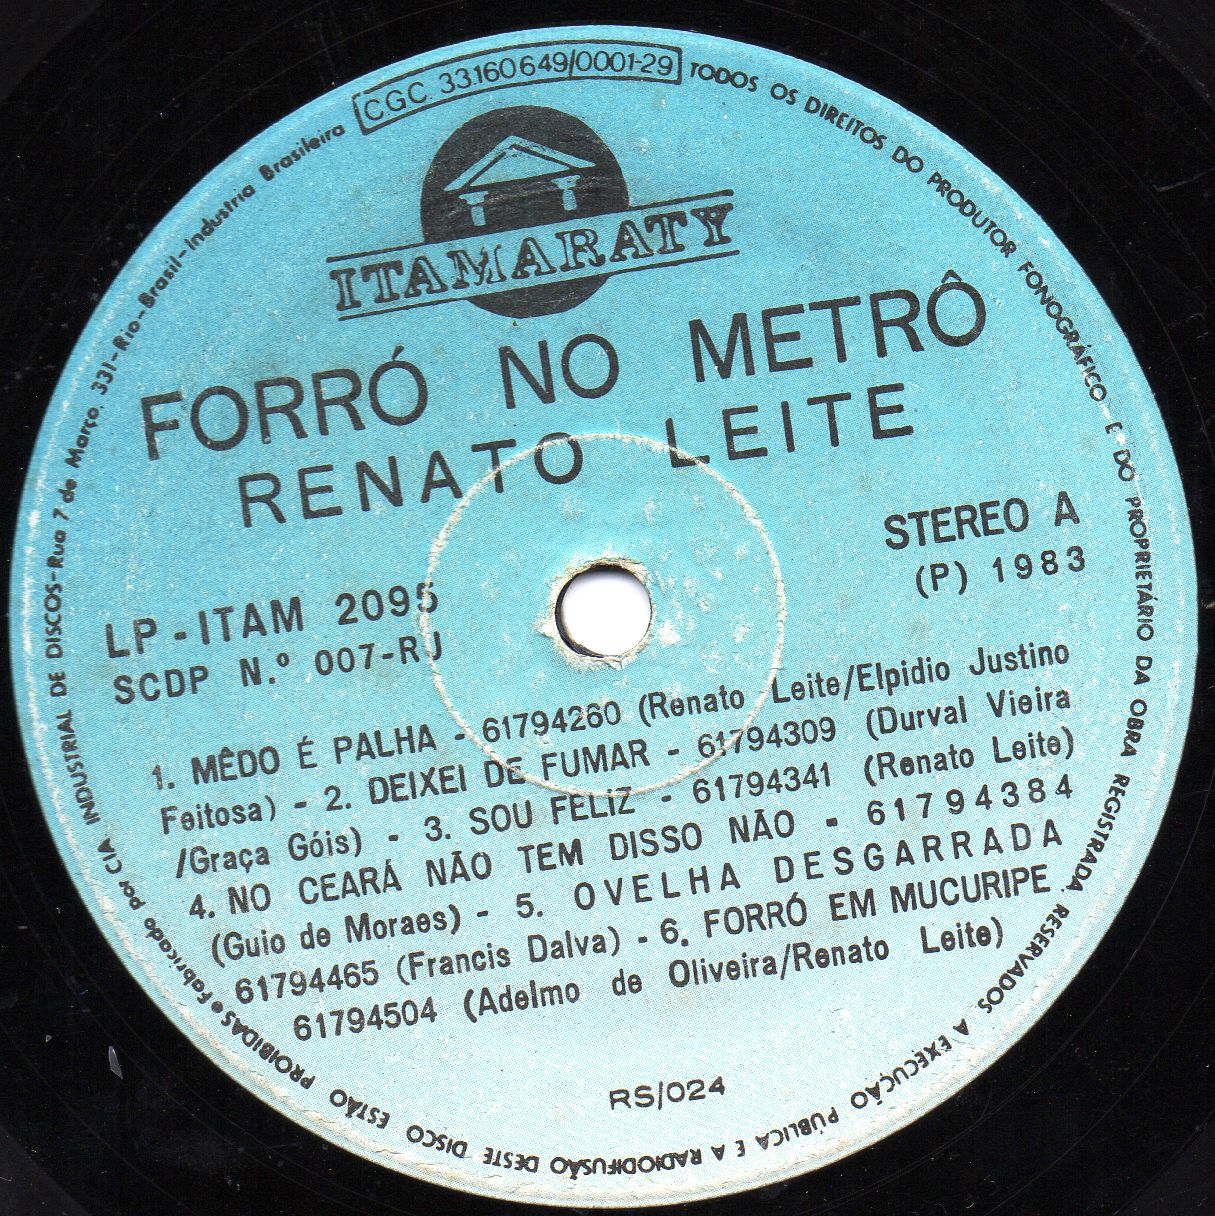 C.G.C. 33.160.649/0001-29
TODOS OS DIREITOS DO PRODUTOR FONOGRÁFICO E DO PROPRIETÁRIO DA OBRA REGISTRADA RESERVADOS A EXECUÇÃO PÚBLICA E A RADIODIFUSÃO DESTE DISCO ESTÃO PROIBIDAS e Fabricado por CIA. INDUSTRIAL DE DISCOS-Rua 7 de Março, 331-Rio-Brasil-Industria Brasileira
ITAMARATY
FORRÓ NO METRÔ
RENATO LEITE
STEREO A
(P) 1983
LP - ITAM 2095
SCDP N.º 007-RJ
1. MÊDO É PALHA - 61794260 (Renato Leite/Elpidio Justino
Feitosa) - 2. DEIXEI DE FUMAR - 61794309 (Durval Vieira
/Graça Góis) - 3. SOU FELIZ - 61794341 (Renato Leite)
4. NO CEARÁ NÃO TEM DISSO NÃO - 61794384
(Guio de Moraes) - 5. OVELHA DESGARRADA
61794465 (Francis Dalva) - 6. FORRÓ EM MUCURIPE
61794504 (Adelmo de Oliveira/Renato Leite)
RS/024